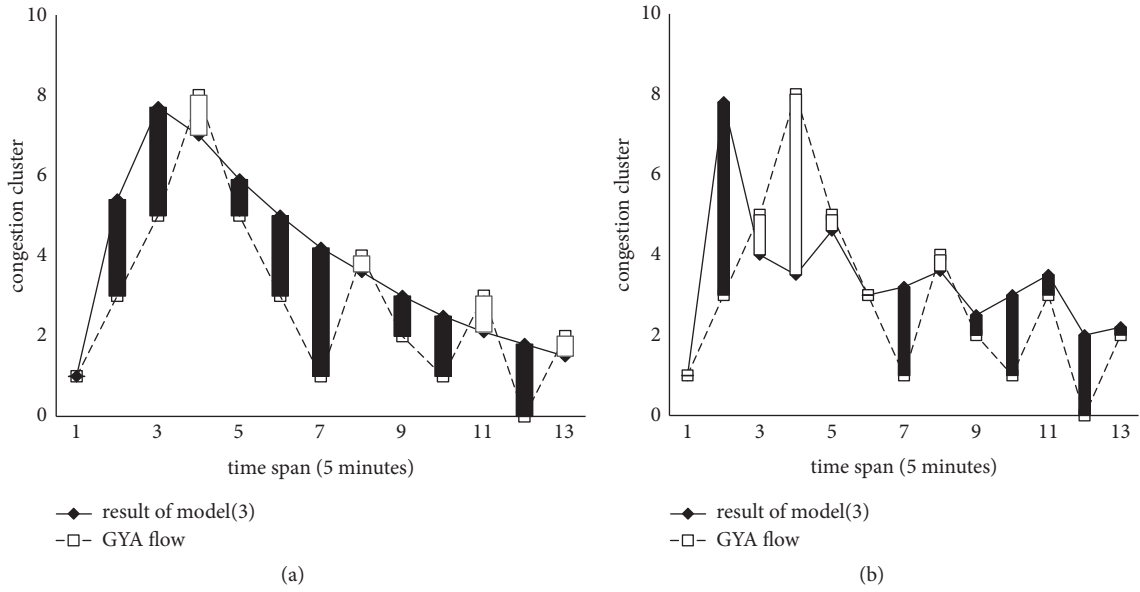 10
8
6
4
2
0
congestion cluster
1 3 5 7 9 11 13
time span (5 minutes)
result of model(3)
GYA flow
(a)
10
8
6
4
2
0
congestion cluster
1 3 5 7 9 11 13
time span (5 minutes)
result of model(3)
GYA flow
(b)